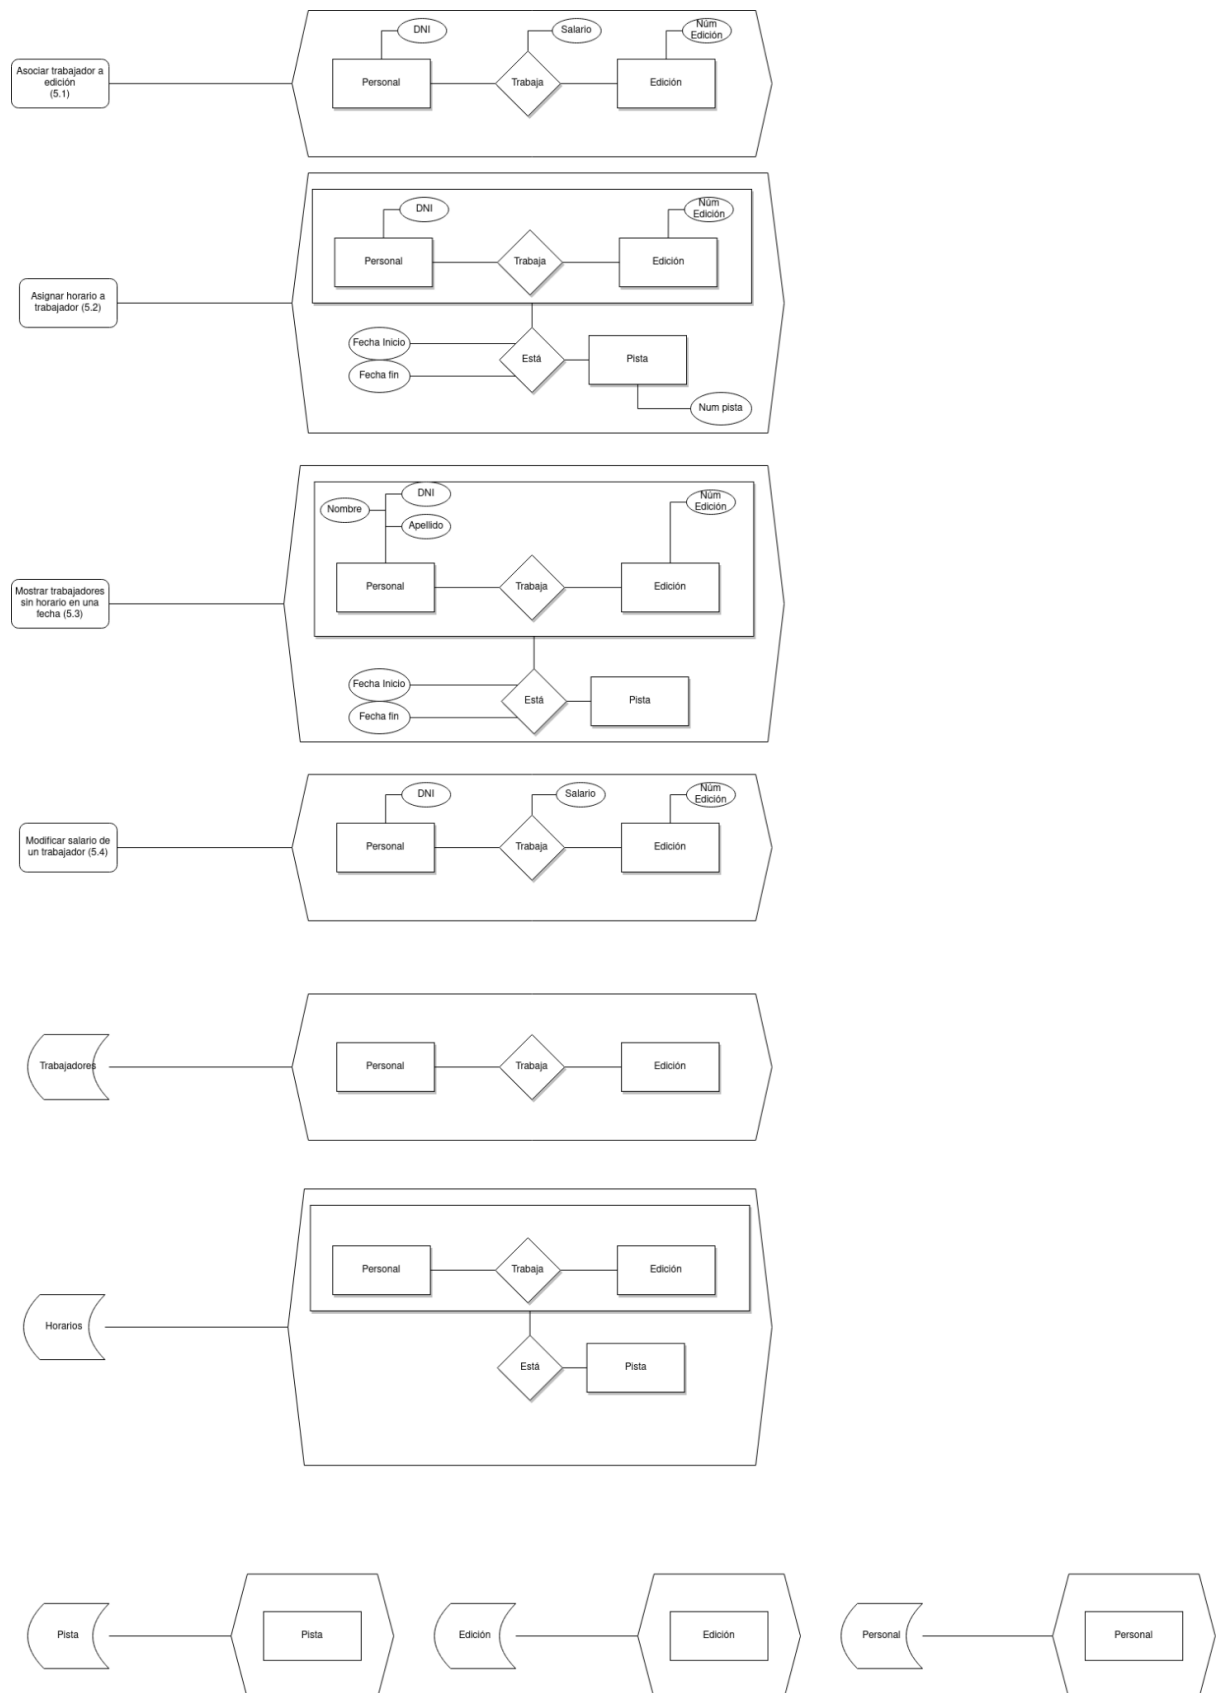 DNI
Salario
Núm
Edición
Asociar trabajador a
edición
(5.1)
Personal
Trabaja
Edición
DNI
Núm
Edición
Personal
Trabaja
Edición
Asignar horario a
trabajador (5.2)
Fecha Inicio
Fecha fin
Está
Pista
Num pista
DNI
Nombre
Apellido
Núm
Edición
Mostrar trabajadores
sin horario en una
fecha (5.3)
Personal
Trabaja
Edición
Fecha Inicio
Fecha fin
Está
Pista
DNI
Salario
Núm
Edición
Modificar salario de
un trabajador (5.4)
Personal
Trabaja
Edición
Trabajadores
Personal
Trabaja
Edición
Personal
Trabaja
Edición
Horarios
Está
Pista
Pista
Pista
Edición
Edición
Personal
Personal